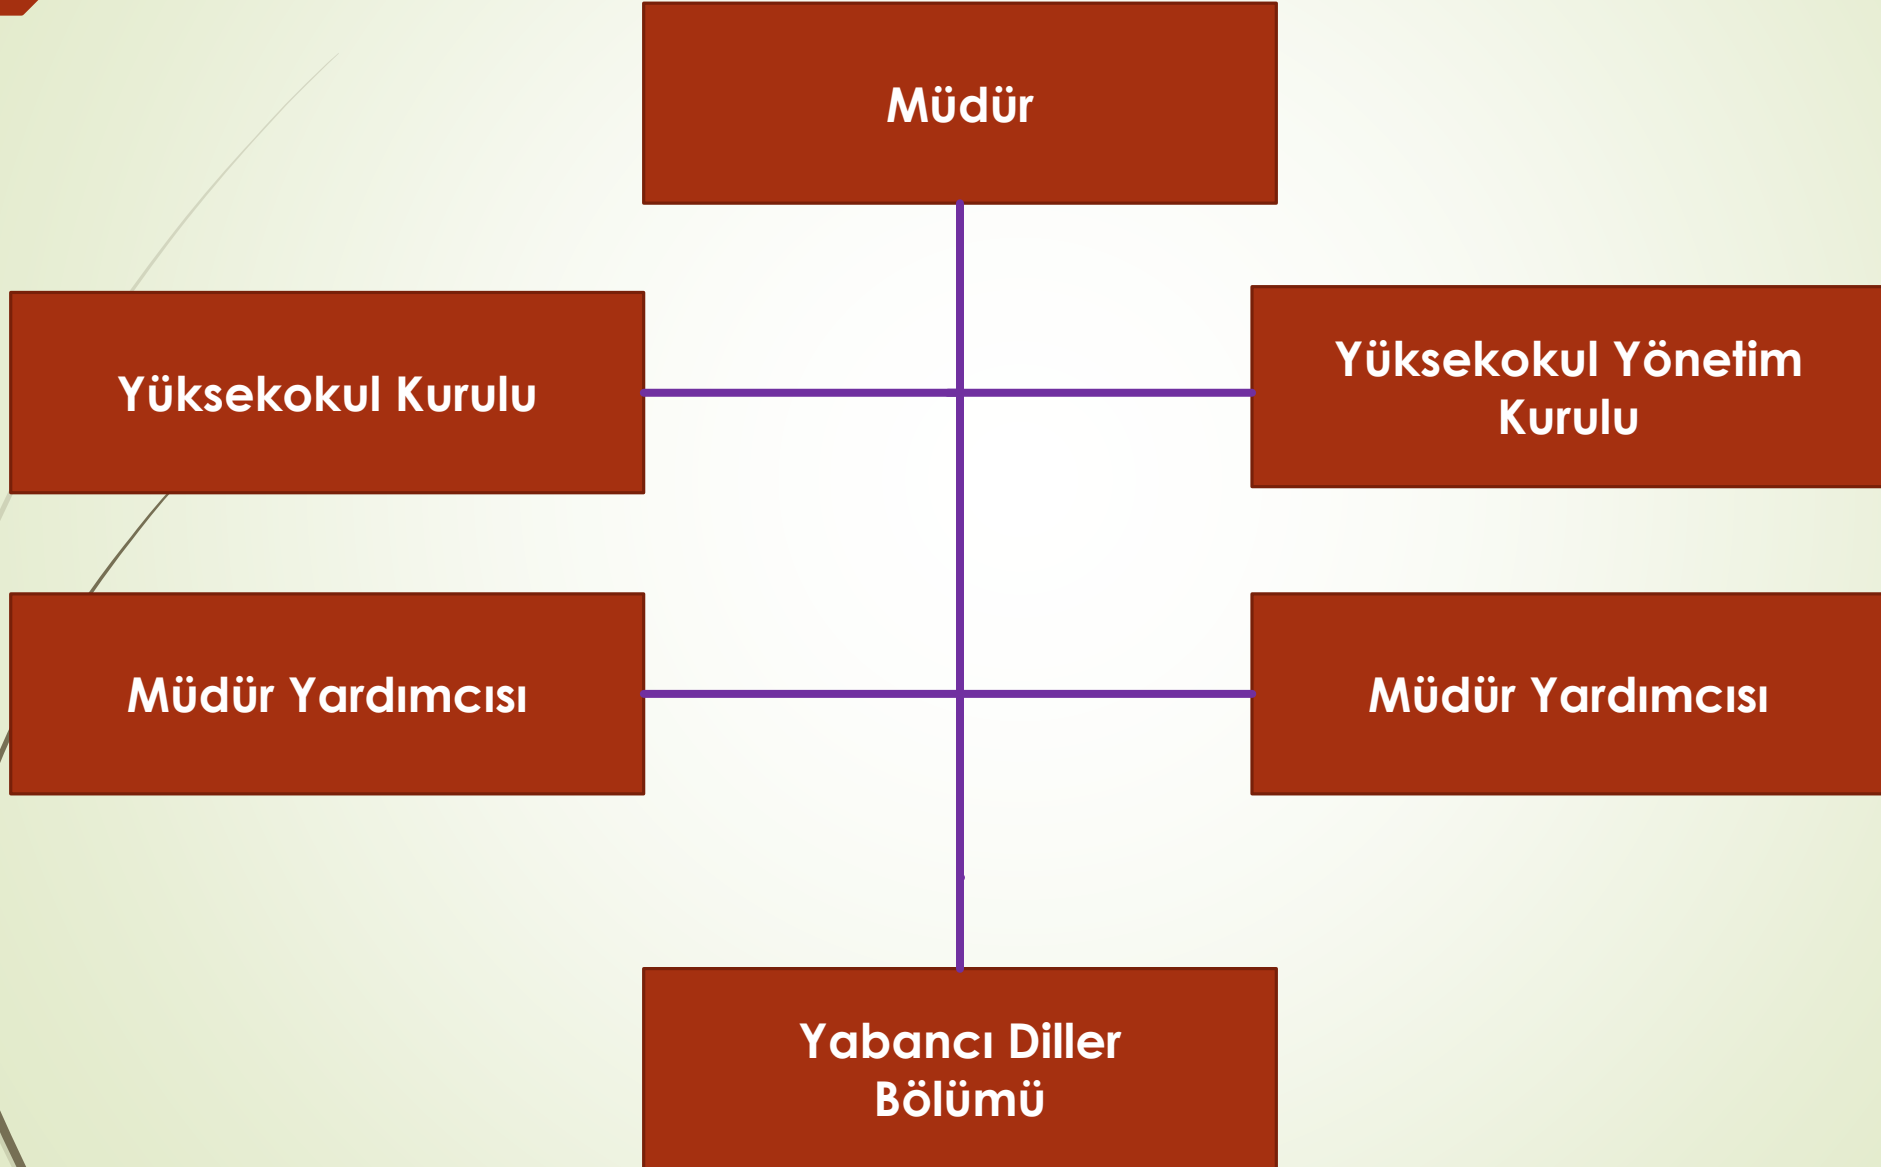 Müdür
Yüksekokul Kurulu
Yüksekokul Yönetim
Kurulu
Müdür Yardımcısı
Müdür Yardımcısı
Yabancı Diller
Bölümü